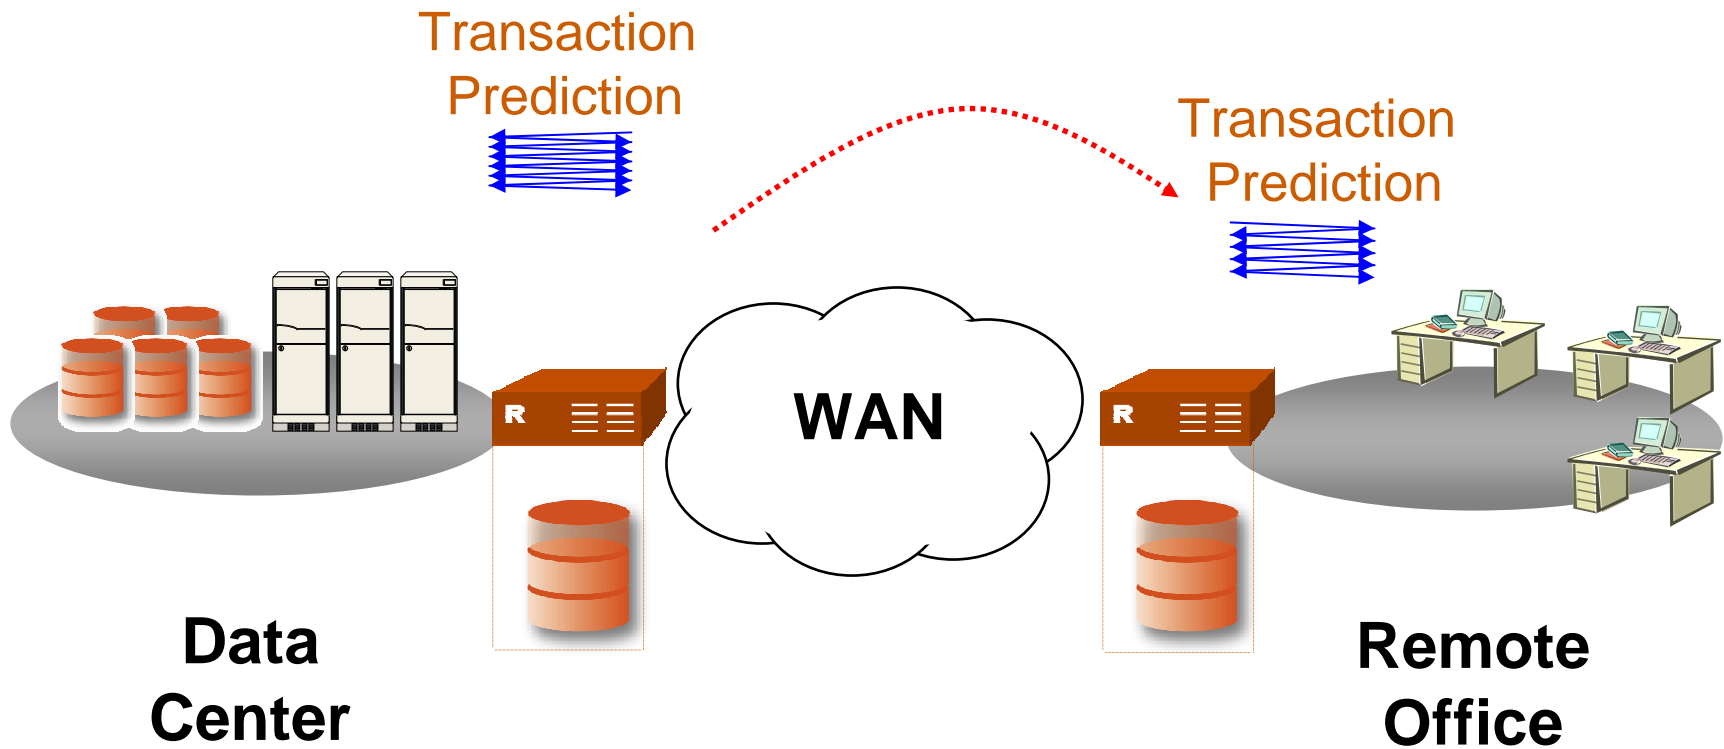 Transaction
Prediction
Transaction
Prediction
WAN
R
R
Data
Center
Remote
Office